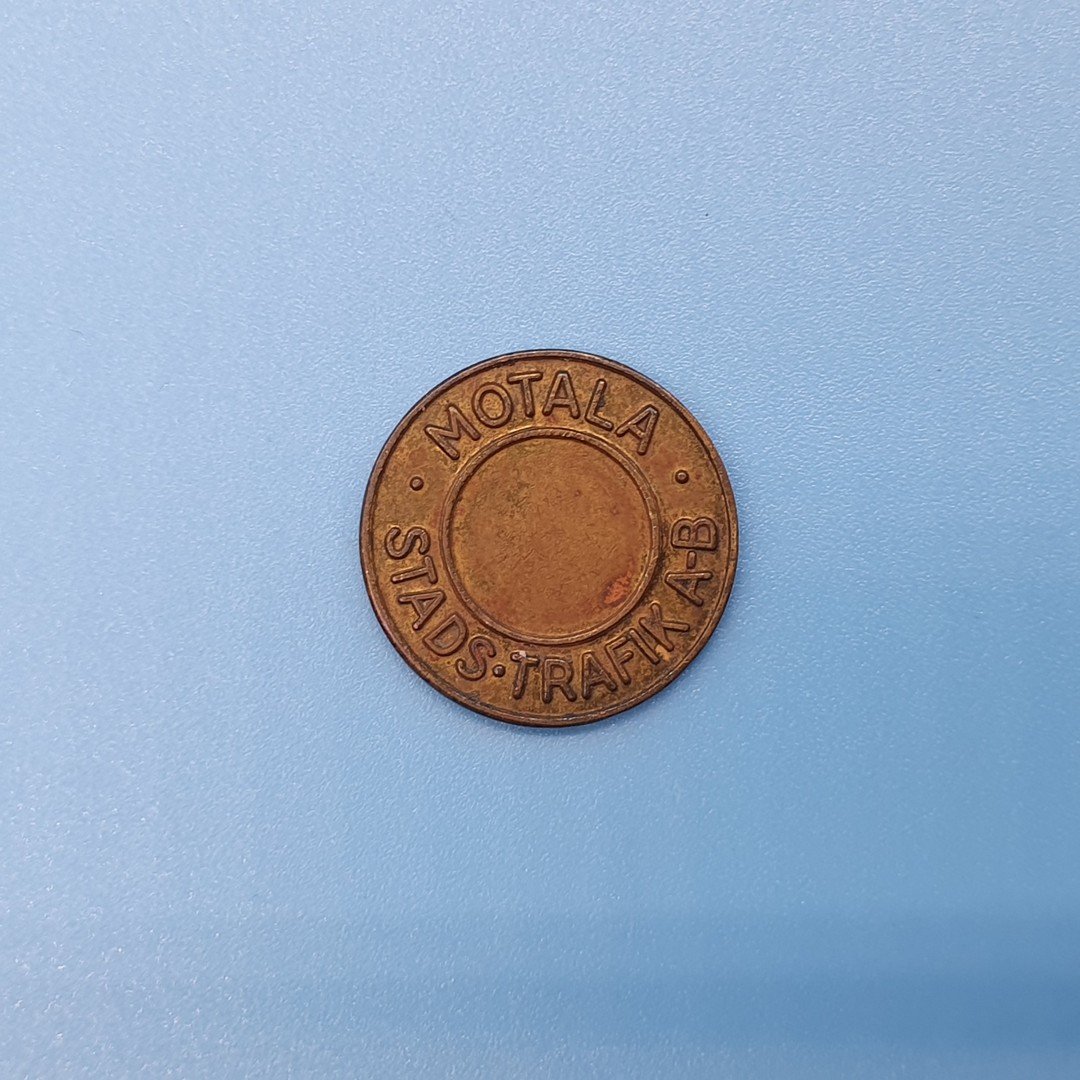 · MOTALA ·
STADS·TRAFIK A-B